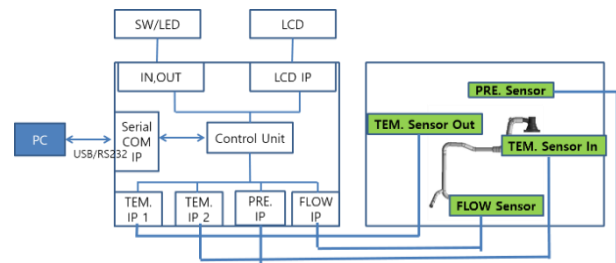 SW/LED
LCD
IN,OUT
LCD IP
PRE. Sensor
TEM. Sensor Out
PC
USB/RS232
Serial
COM
IP
Control Unit
TEM. Sensor In
TEM.
IP 1
TEM.
IP 2
PRE.
IP
FLOW
IP
FLOW Sensor